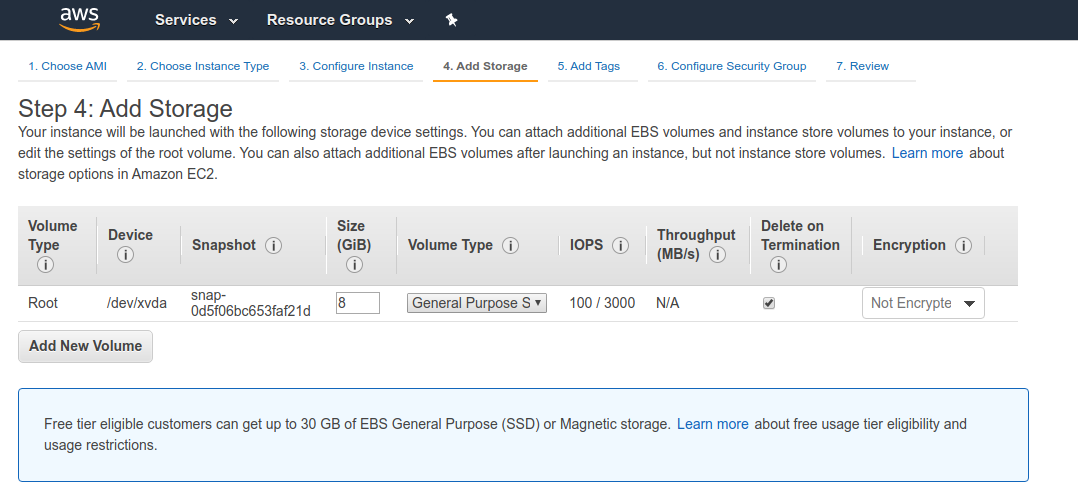 aws Services Resource Groups
1. Choose AMI 2. Choose Instance Type 3. Configure Instance 4. Add Storage 5. Add Tags 6. Configure Security Group 7. Review
Step 4: Add Storage
Your instance will be launched with the following storage device settings. You can attach additional EBS volumes and instance store volumes to your instance, or
edit the settings of the root volume. You can also attach additional EBS volumes after launching an instance, but not instance store volumes. Learn more about
storage options in Amazon EC2.
Volume Type i Device i Snapshot i Size (GiB) i Volume Type i IOPS i Throughput (MB/s) i Delete on Termination i Encryption i
Root /dev/xvda snap-0d5f06bc653faf21d 8 General Purpose S 100 / 3000 N/A Not Encrypte
Add New Volume
Free tier eligible customers can get up to 30 GB of EBS General Purpose (SSD) or Magnetic storage. Learn more about free usage tier eligibility and
usage restrictions.